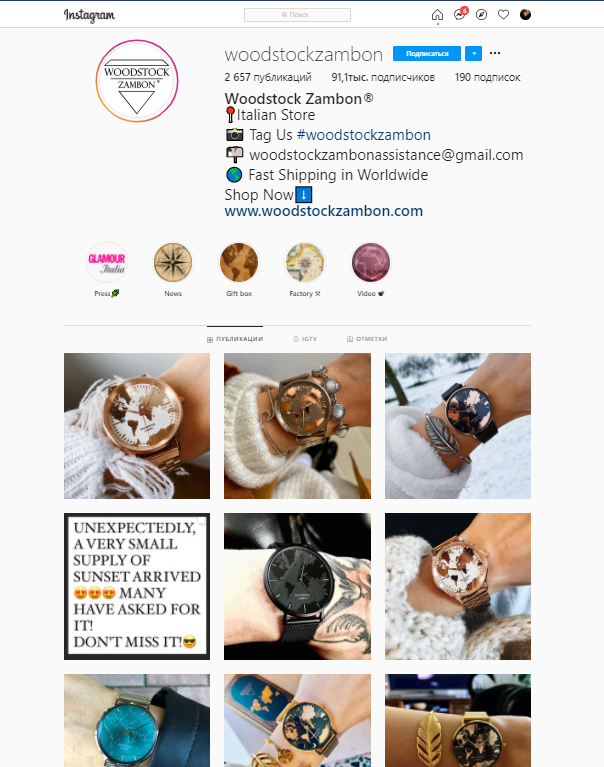 Instagram
Поиск
6
woodstockzambon
Подписаться
2 657 публикаций 91,1тыс. подписчиков 190 подписок
WOODSTOCK
ZAMBON®
Woodstock Zambon®
📍Italian Store
📷 Tag Us #woodstockzambon
📬 woodstockzambonassistance@gmail.com
🌎 Fast Shipping in Worldwide
Shop Now⬇️
www.woodstockzambon.com
GLAMOUR
Italia
Press🌿 News Gift box Factory ⚒ Video 📽
ПУБЛИКАЦИИ IGTV ОТМЕТКИ
UNEXPECTEDLY,
A VERY SMALL
SUPPLY OF
SUNSET ARRIVED
😍😍😍 MANY
HAVE ASKED FOR
IT!
DON'T MISS IT!😎